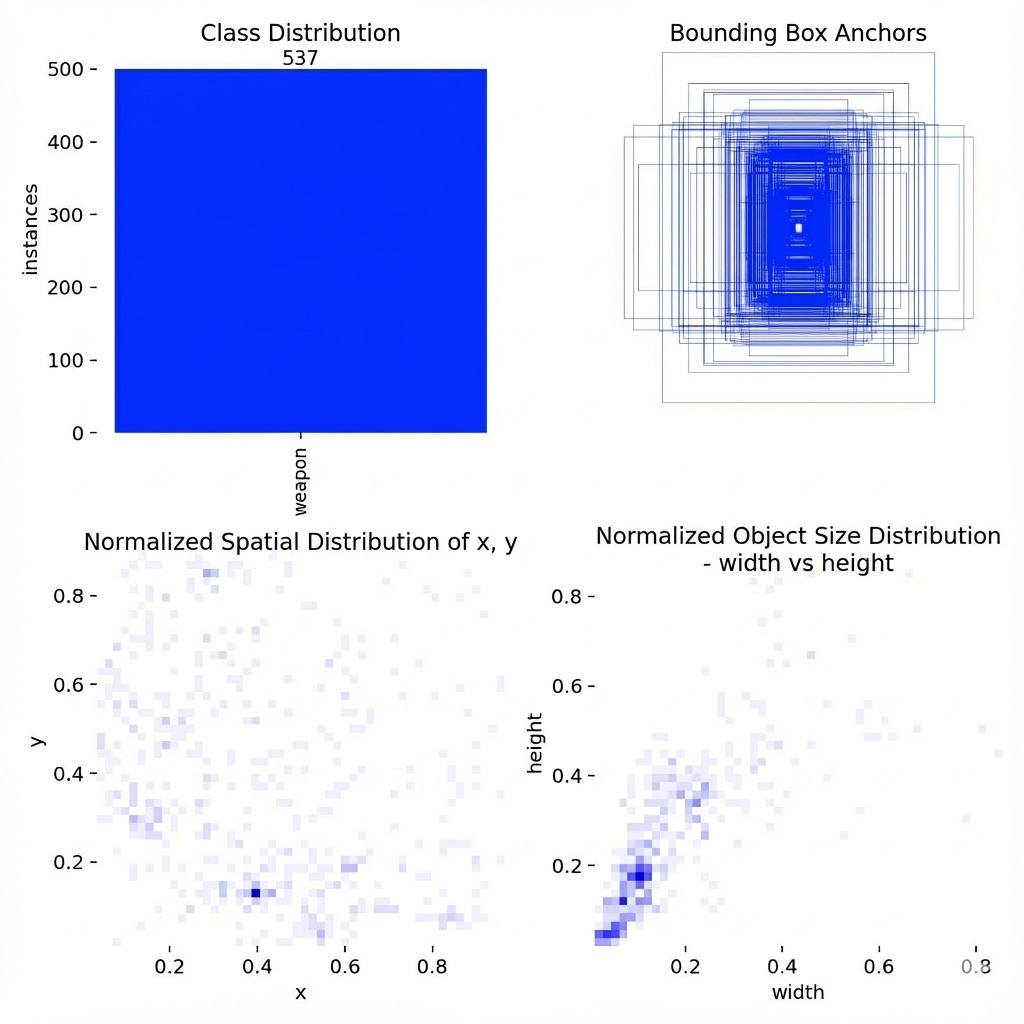 Class Distribution
537
500
400
300
200
100
0
instances
weapon
Bounding Box Anchors
Normalized Spatial Distribution of x, y
0.8
0.6
0.4
0.2
y
0.2 0.4 0.6 0.8
x
Normalized Object Size Distribution
- width vs height
0.8
0.6
0.4
0.2
height
0.2 0.4 0.6 0.8
width